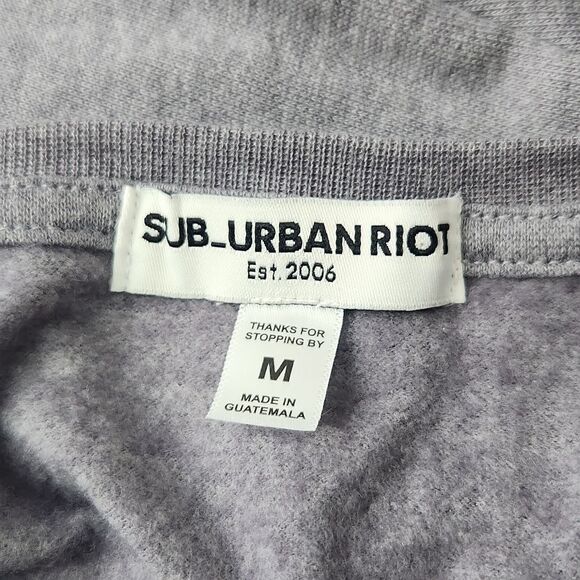 SUB_URBAN RIOT
Est. 2006
THANKS FOR
STOPPING BY
M
MADE IN
GUATEMALA